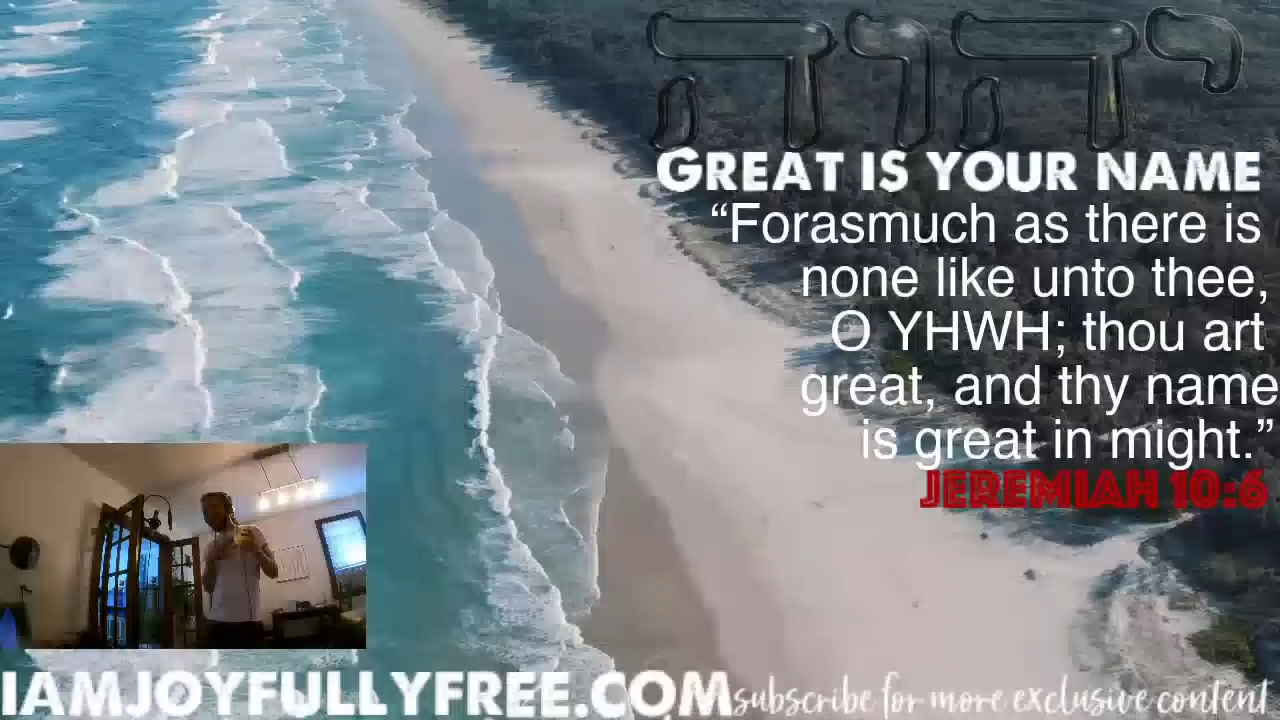 יהוה
GREAT IS YOUR NAME
“Forasmuch as there is
none like unto thee,
O YHWH; thou art
great, and thy name
is great in might.”
JEREMIAH 10:6
IAMJOYFULLYFREE.COM subscribe for more exclusive content